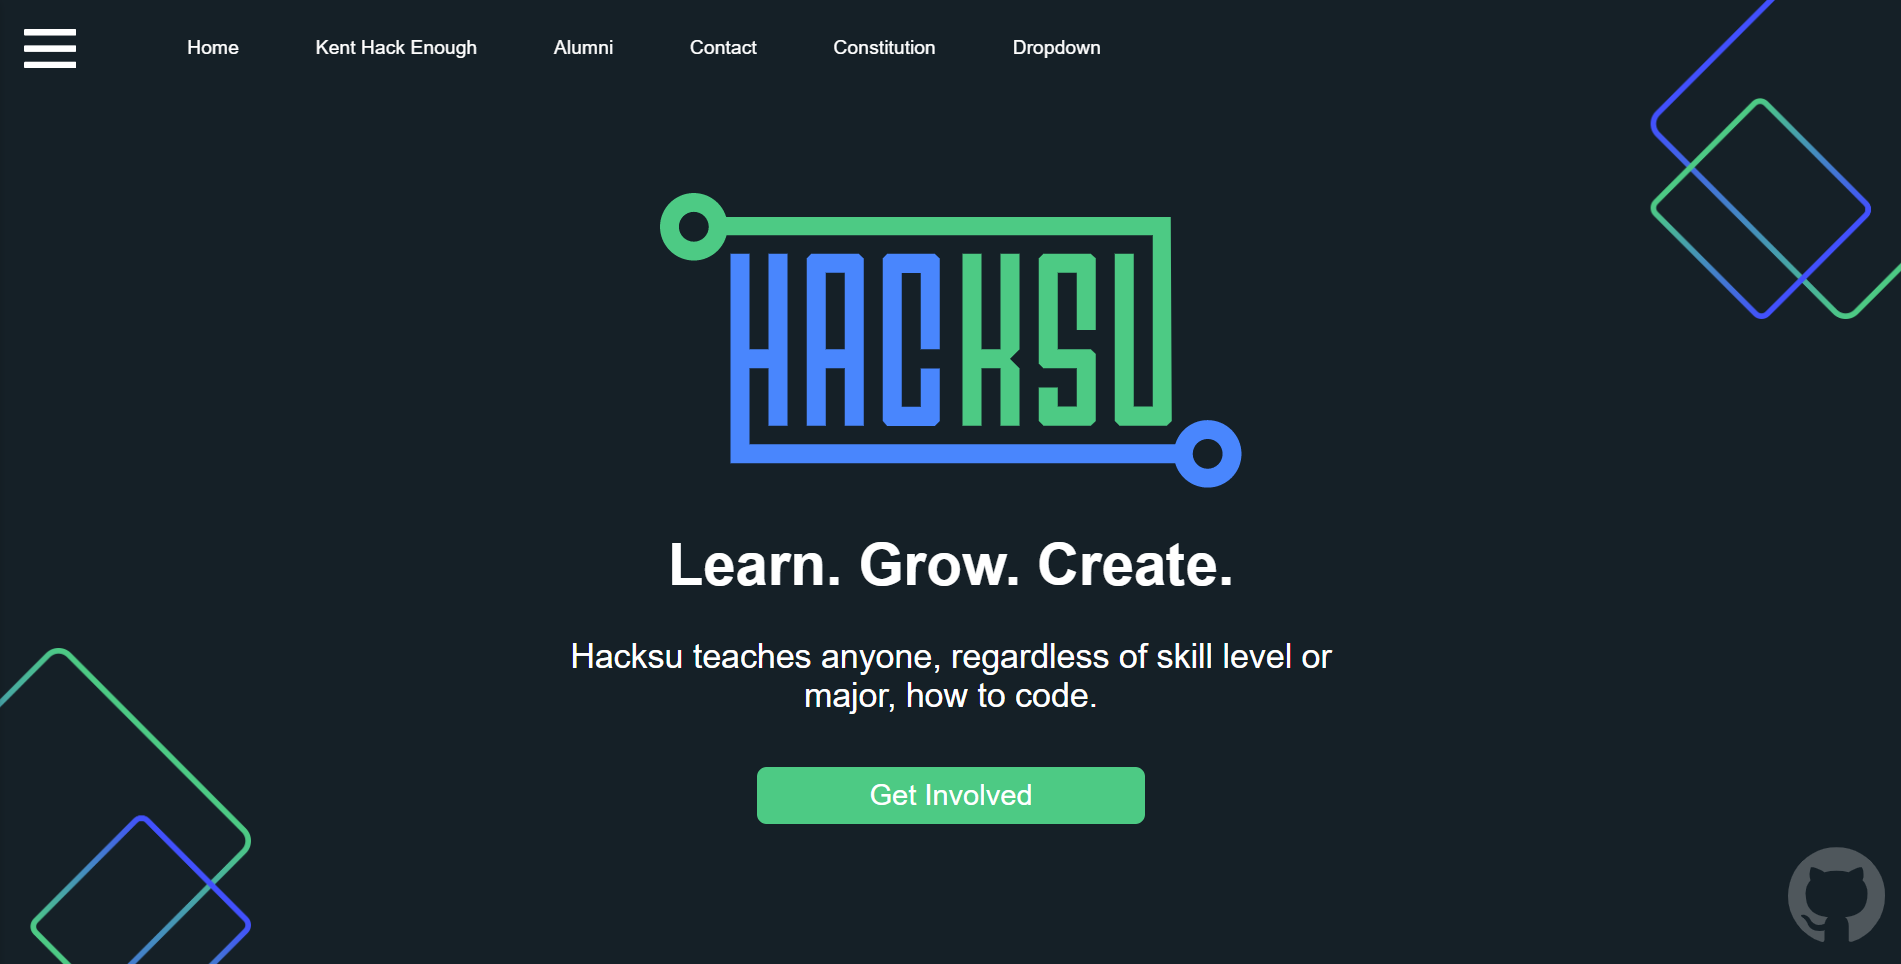 Home
Kent Hack Enough
Alumni
Contact
Constitution
Dropdown
HACKSU
Learn. Grow. Create.
Hacksu teaches anyone, regardless of skill level or
major, how to code.
Get Involved